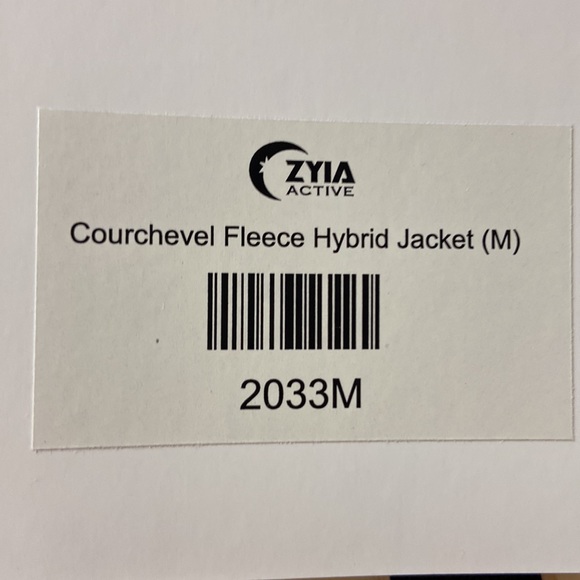 ZYIA
ACTIVE
Courchevel Fleece Hybrid Jacket (M)
2033M